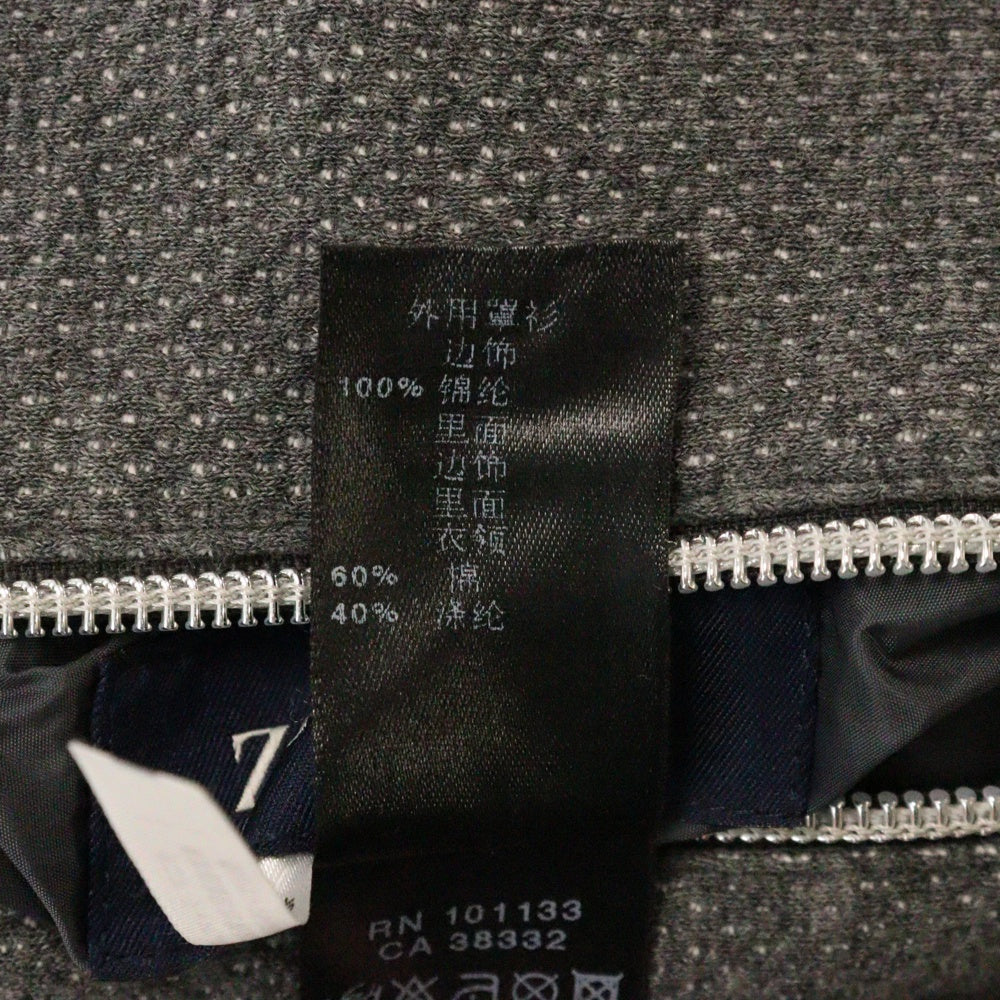 外用罩衫
边饰
100% 锦纶
里面
边饰
里面
衣领
60% 棉
40% 涤纶
7
RN 101133
CA 38332